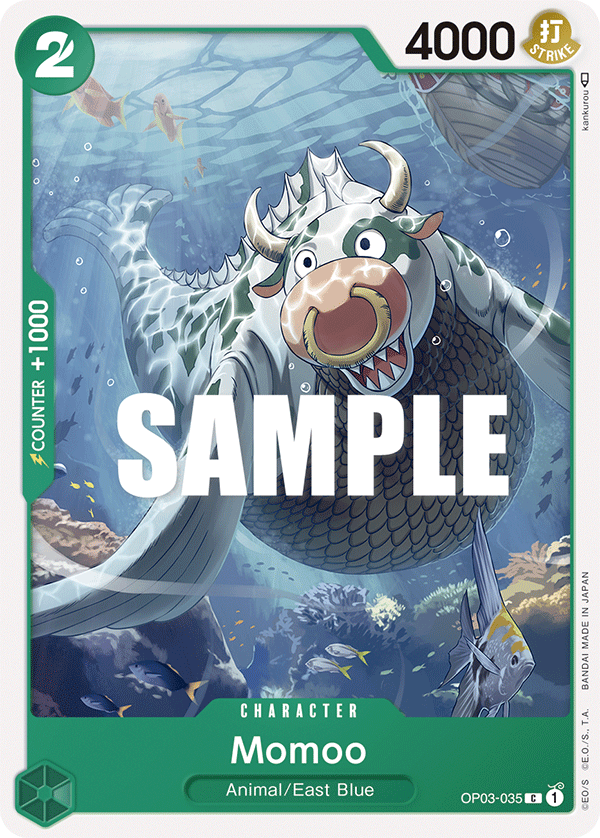 2
4000
打
STRIKE
kankurou
COUNTER +1000
SAMPLE
BANDAI MADE IN JAPAN
©EO/S ©E.O./S., T.A.
CHARACTER
Momoo
Animal/East Blue
OP03-035 C 1